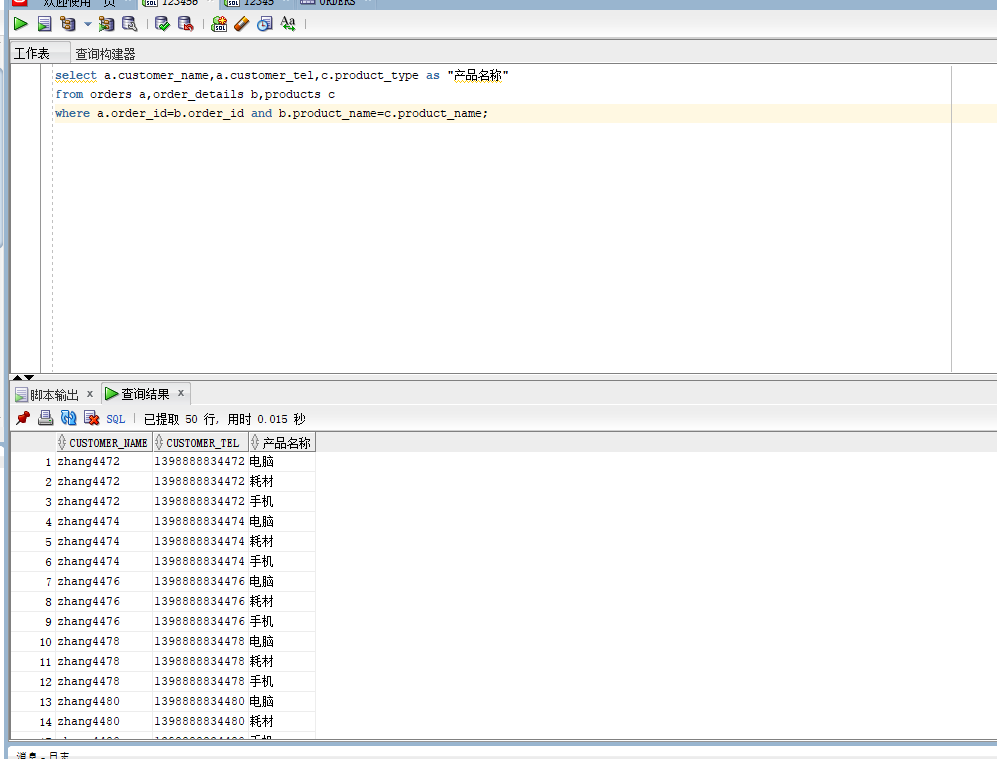 欢迎使用 页 123456 12345 ORDERS
工作表 查询构建器
select a.customer_name,a.customer_tel,c.product_type as "产品名称"
from orders a,order_details b,products c
where a.order_id=b.order_id and b.product_name=c.product_name;
脚本输出 x 查询结果 x
SQL | 已提取 50 行, 用时 0.015 秒
CUSTOMER_NAME CUSTOMER_TEL 产品名称
1 zhang4472 1398888834472 电脑
2 zhang4472 1398888834472 耗材
3 zhang4472 1398888834472 手机
4 zhang4474 1398888834474 电脑
5 zhang4474 1398888834474 耗材
6 zhang4474 1398888834474 手机
7 zhang4476 1398888834476 电脑
8 zhang4476 1398888834476 耗材
9 zhang4476 1398888834476 手机
10 zhang4478 1398888834478 电脑
11 zhang4478 1398888834478 耗材
12 zhang4478 1398888834478 手机
13 zhang4480 1398888834480 电脑
14 zhang4480 1398888834480 耗材
消息 - 日志